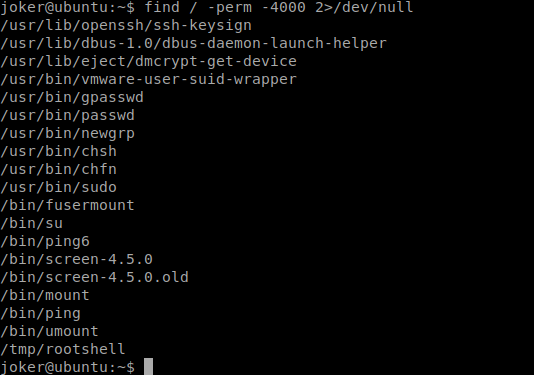 joker@ubuntu:~$ find / -perm -4000 2>/dev/null
/usr/lib/openssh/ssh-keysign
/usr/lib/dbus-1.0/dbus-daemon-launch-helper
/usr/lib/eject/dmcrypt-get-device
/usr/bin/vmware-user-suid-wrapper
/usr/bin/gpasswd
/usr/bin/passwd
/usr/bin/newgrp
/usr/bin/chsh
/usr/bin/chfn
/usr/bin/sudo
/bin/fusermount
/bin/su
/bin/ping6
/bin/screen-4.5.0
/bin/screen-4.5.0.old
/bin/mount
/bin/ping
/bin/umount
/tmp/rootshell
joker@ubuntu:~$